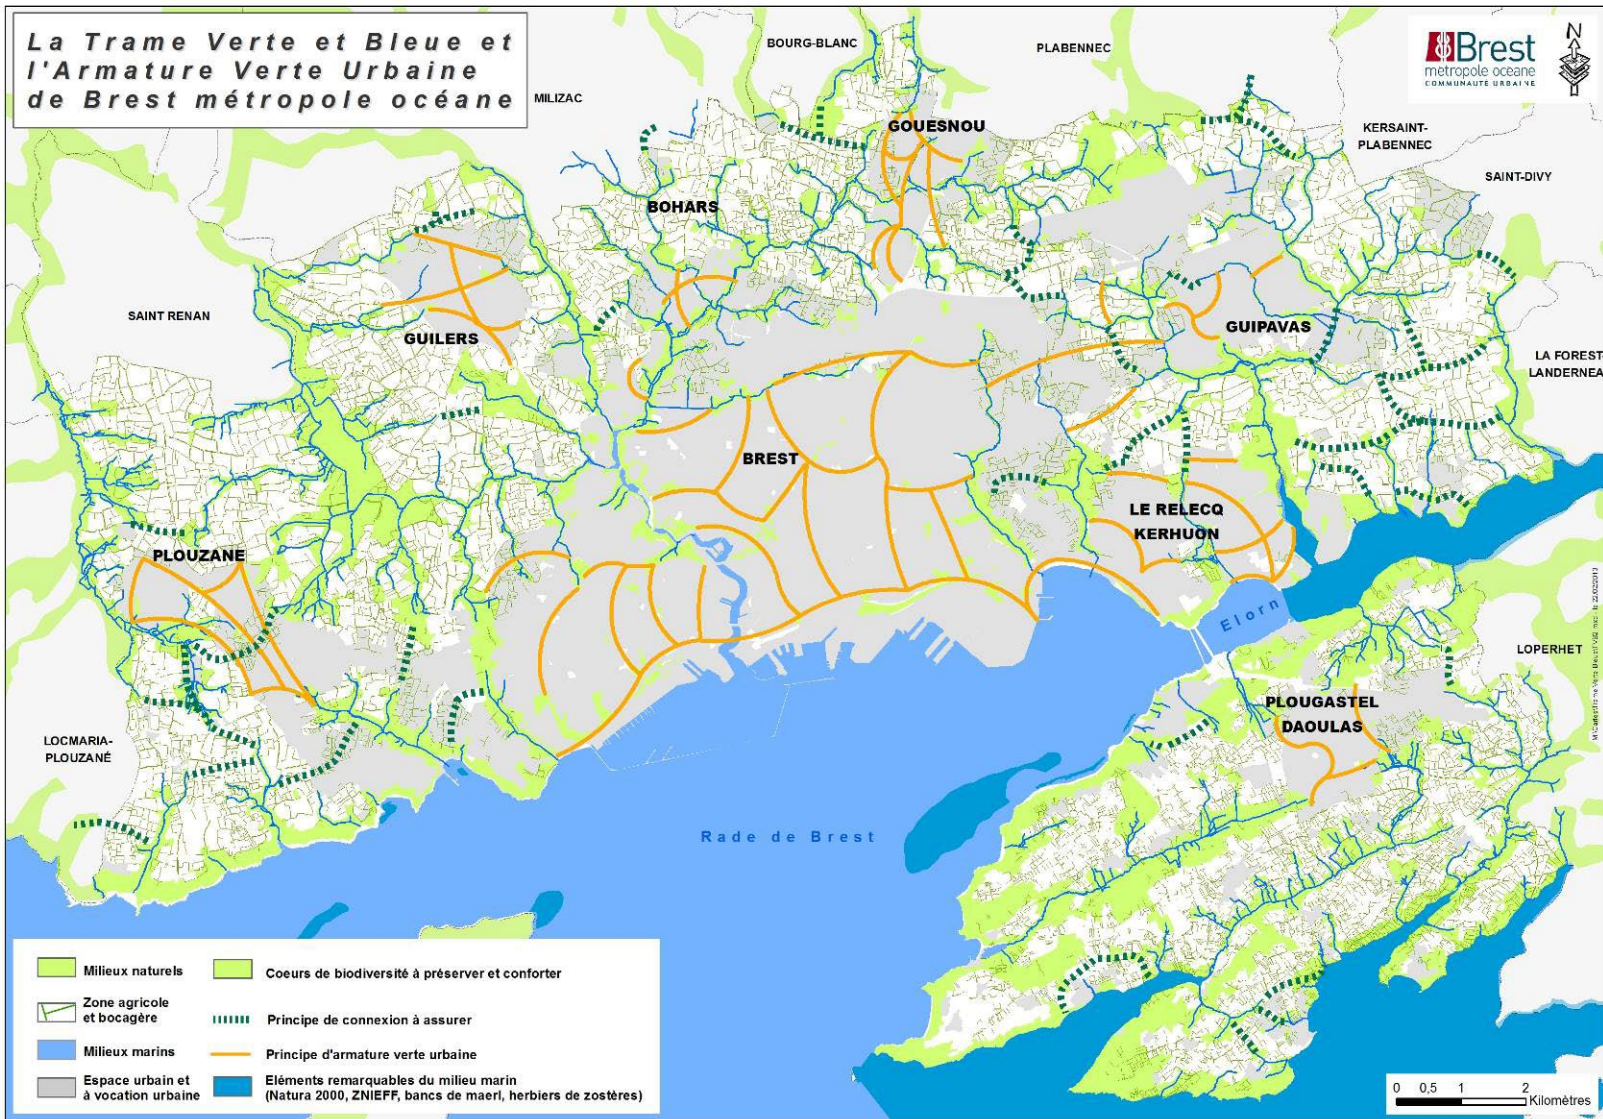 La Trame Verte et Bleue et
l'Armature Verte Urbaine
de Brest métropole océane
BOURG-BLANC
PLABENNEC
MILIZAC
Brest
métropole océane
COMMUNAUTÉ URBAINE
N
GOUESNOU
KERSAINT-
PLABENNEC
SAINT-DIVY
BOHARS
SAINT RENAN
GUILERS
GUIPAVAS
LA FOREST-
LANDERNEA
BREST
LE RELECQ
KERHUON
PLOUZANE
Elorn
LOPERHET
PLOUGASTEL
DAOULAS
LOCMARIA-
PLOUZANÉ
Rade de Brest
Milieux naturels
Coeurs de biodiversité à préserver et conforter
Zone agricole
et bocagère
Principe de connexion à assurer
Milieux marins
Principe d'armature verte urbaine
Espace urbain et
à vocation urbaine
Eléments remarquables du milieu marin
(Natura 2000, ZNIEFF, bancs de maerl, herbiers de zostères)
0 0,5 1 2
Kilomètres